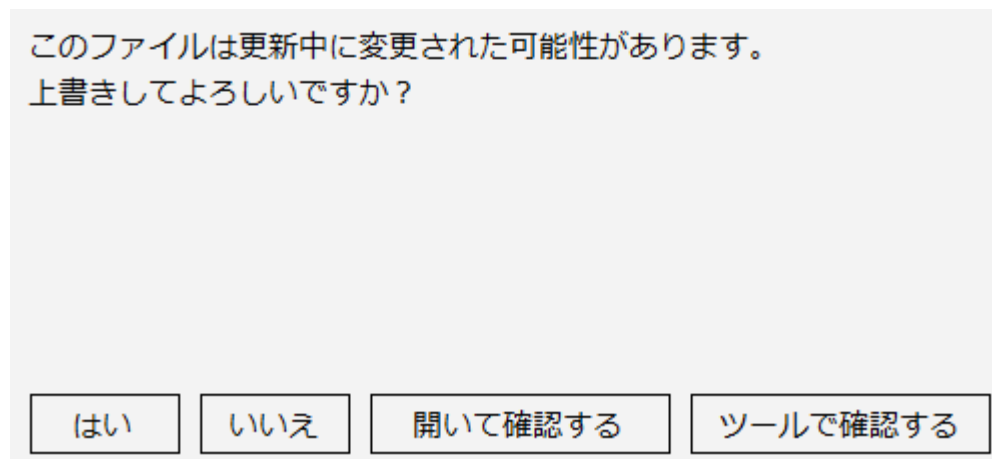 このファイルは更新中に変更された可能性があります。
上書きしてよろしいですか？
はい
いいえ
開いて確認する
ツールで確認する